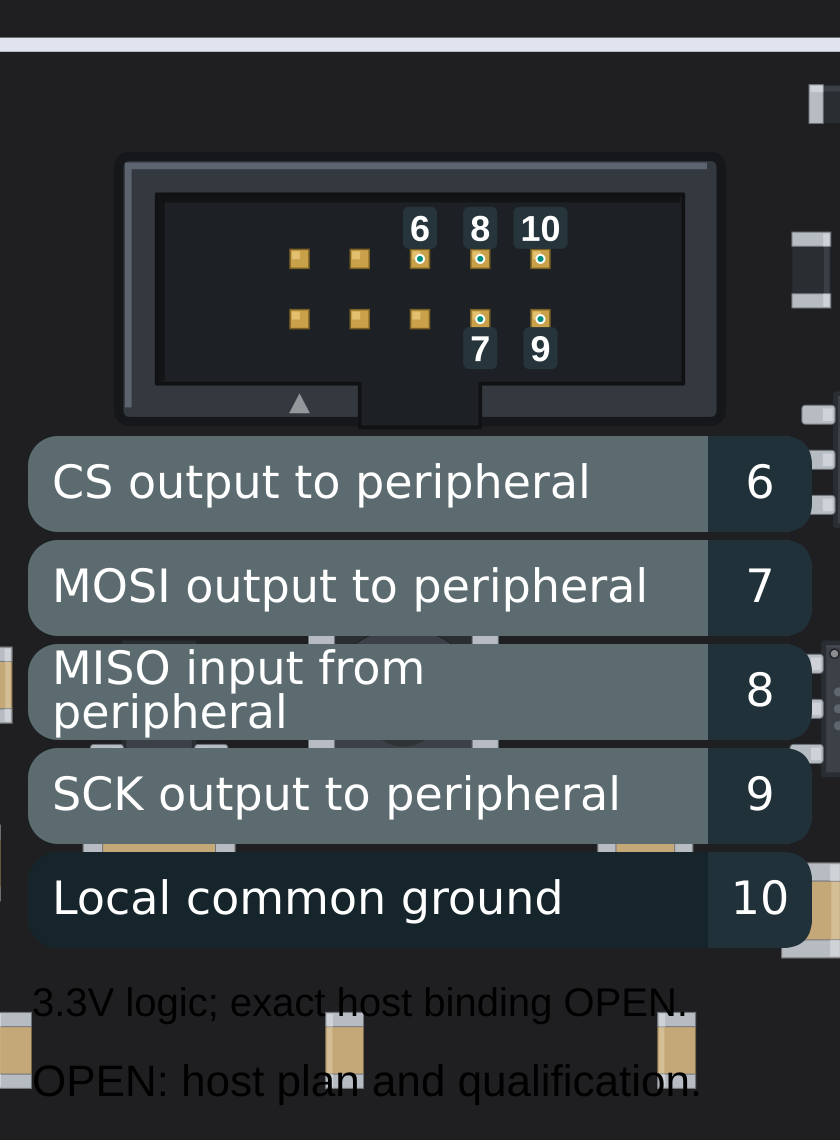 6 8 10
7 9
CS output to peripheral 6
MOSI output to peripheral 7
MISO input from
peripheral 8
SCK output to peripheral 9
Local common ground 10
3.3V logic; exact host binding OPEN.
OPEN: host plan and qualification.